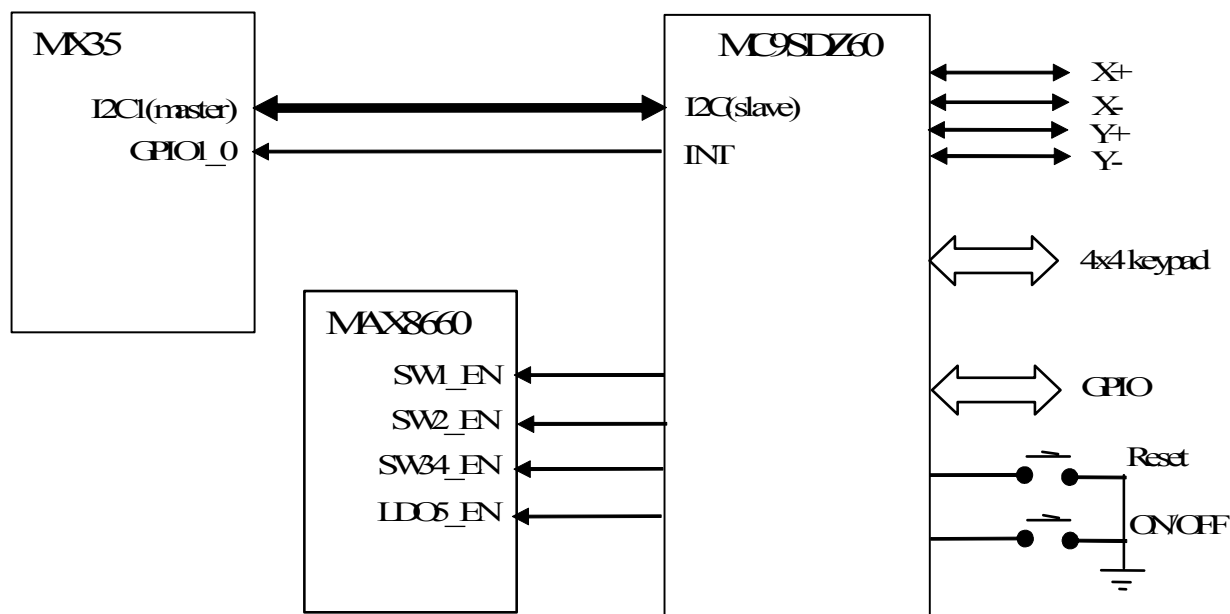 MX35
I2C1(master)
GPIO1_0
MC9SDZ60
I2C(slave)
INT
X+
X-
Y+
Y-
4x4 keypad
GPIO
Reset
ON/OFF
MAX8660
SW1_EN
SW2_EN
SW34_EN
LDO5_EN